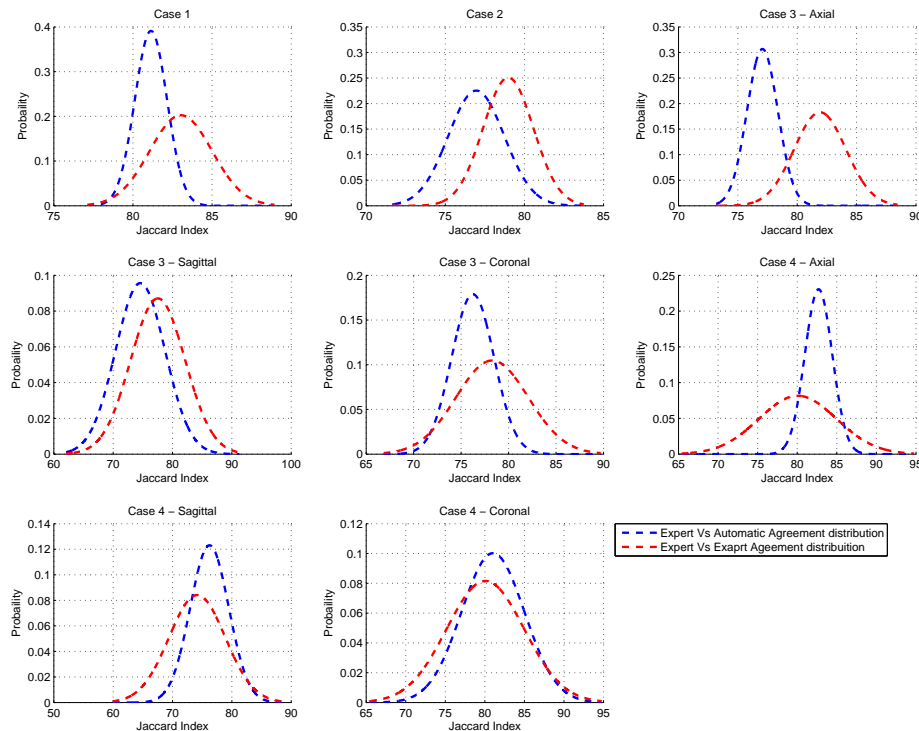 Case 1
0.4
0.3
0.2
0.1
0
Probaility
75 80 85 90
Jaccard Index
Case 2
0.35
0.3
0.25
0.2
0.15
0.1
0.05
0
Probaility
70 75 80 85
Jaccard Index
Case 3 − Axial
0.35
0.3
0.25
0.2
0.15
0.1
0.05
0
Probaility
70 75 80 85 90
Jaccard Index
Case 3 − Sagittal
0.1
0.08
0.06
0.04
0.02
0
Probaility
60 70 80 90 100
Jaccard Index
Case 3 − Coronal
0.2
0.15
0.1
0.05
0
Probaility
65 70 75 80 85 90
Jaccard Index
Case 4 − Axial
0.25
0.2
0.15
0.1
0.05
0
Probaility
65 70 75 80 85 90 95
Jaccard Index
Case 4 − Sagittal
0.14
0.12
0.1
0.08
0.06
0.04
0.02
0
Probaility
50 60 70 80 90
Jaccard Index
Case 4 − Coronal
0.12
0.1
0.08
0.06
0.04
0.02
0
Probaility
65 70 75 80 85 90 95
Jaccard Index
Expert Vs Automatic Agreement distribution
Expert Vs Exaprt Ageement distribuition